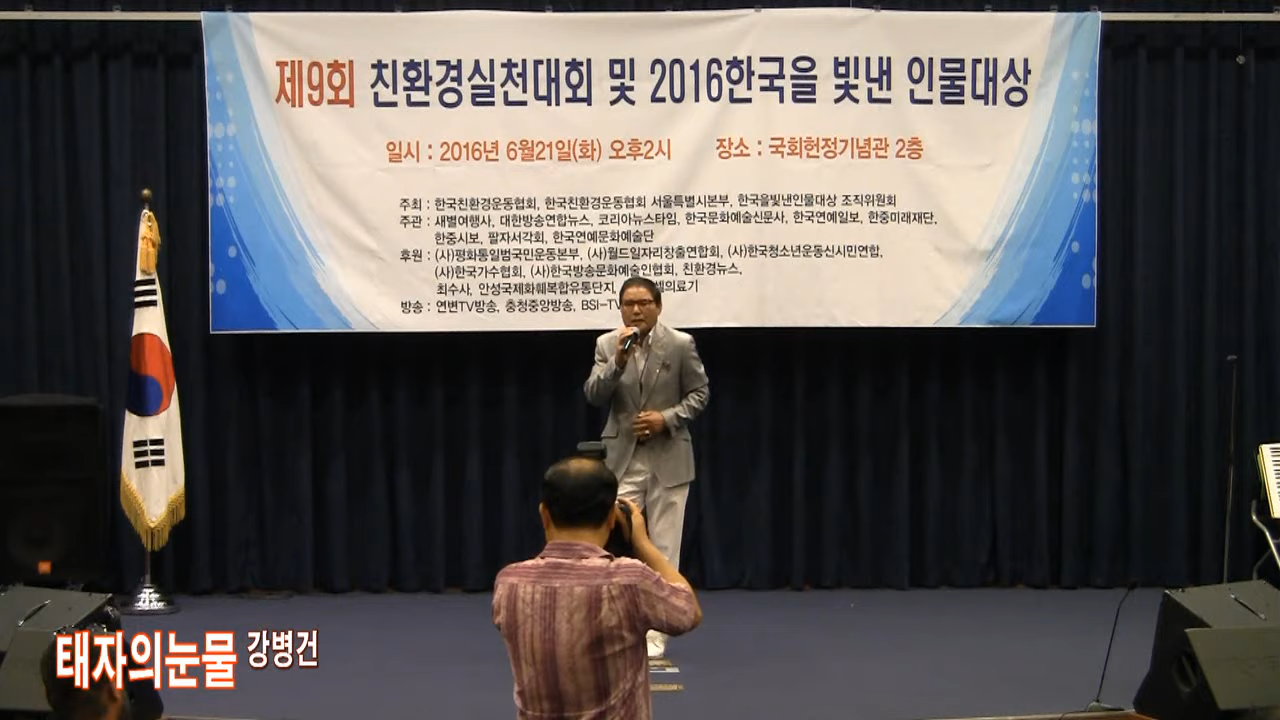 제9회 친환경실천대회 및 2016한국을 빛낸 인물대상
일시 : 2016년 6월21일(화) 오후2시 장소 : 국회헌정기념관 2층
주최 : 한국친환경운동협회, 한국친환경운동협회 서울특별시본부, 한국을빛낸인물대상 조직위원회
주관 : 새별여행사, 대한방송연합뉴스, 코리아뉴스타임, 한국문화예술신문사, 한국연예일보, 한중미래재단,
한중시보, 팔자서각회, 한국연예문화예술단
후원 : (사)평화통일범국민운동본부, (사)월드일자리창출연합회, (사)한국청소년운동신시민연합,
(사)한국가수협회, (사)한국방송문화예술인협회, 친환경뉴스,
최수사, 안성국제화훼복합유통단지, 셀의료기
방송 : 연변TV방송, 충청중앙방송, BSI-TV
태자의눈물 강병건